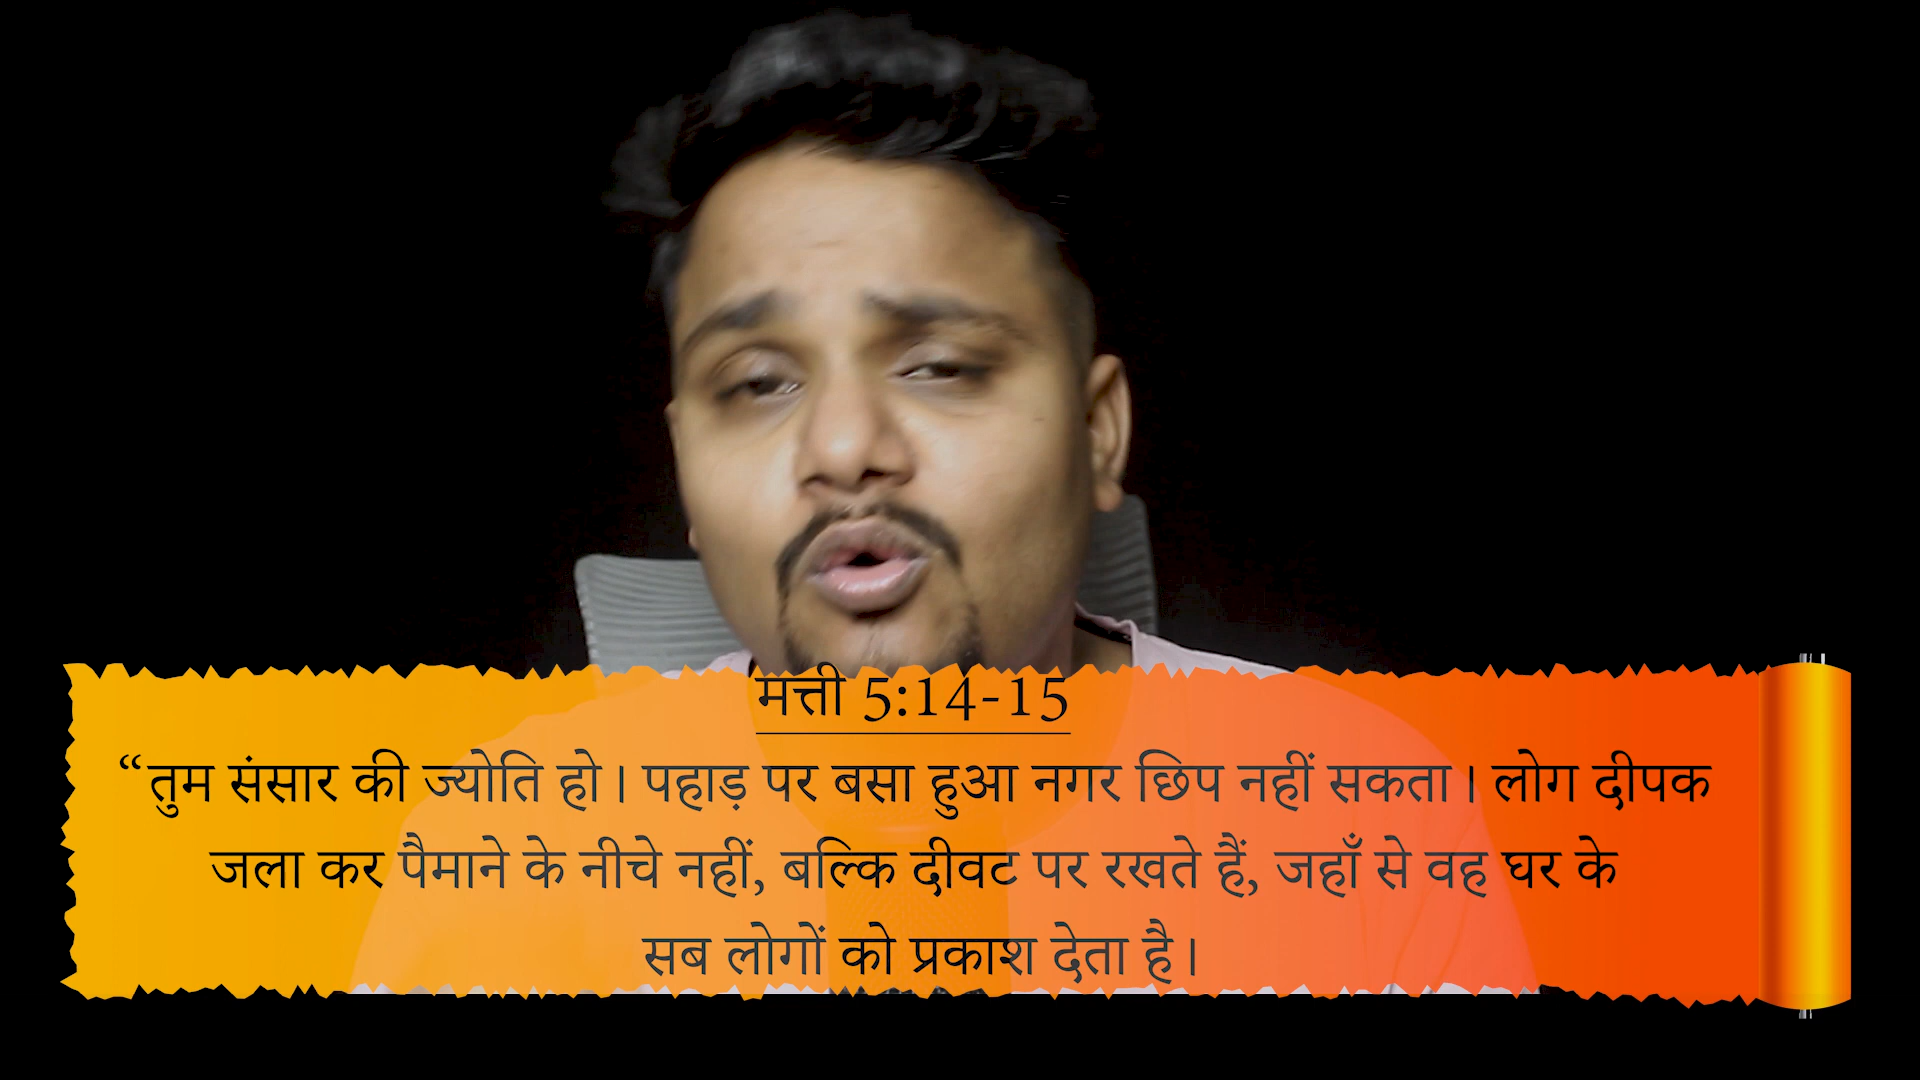 मत्ती 5:14-15
“तुम संसार की ज्योति हो। पहाड़ पर बसा हुआ नगर छिप नहीं सकता। लोग दीपक
जला कर पैमाने के नीचे नहीं, बल्कि दीवट पर रखते हैं, जहाँ से वह घर के
सब लोगों को प्रकाश देता है।